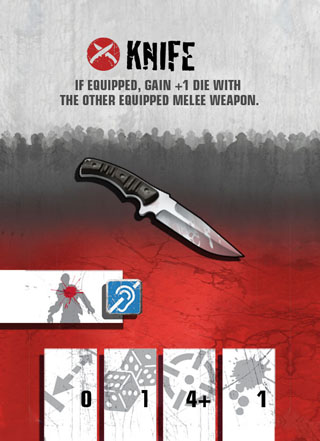 KNIFE
IF EQUIPPED, GAIN +1 DIE WITH
THE OTHER EQUIPPED MELEE WEAPON.
0 1 4+ 1